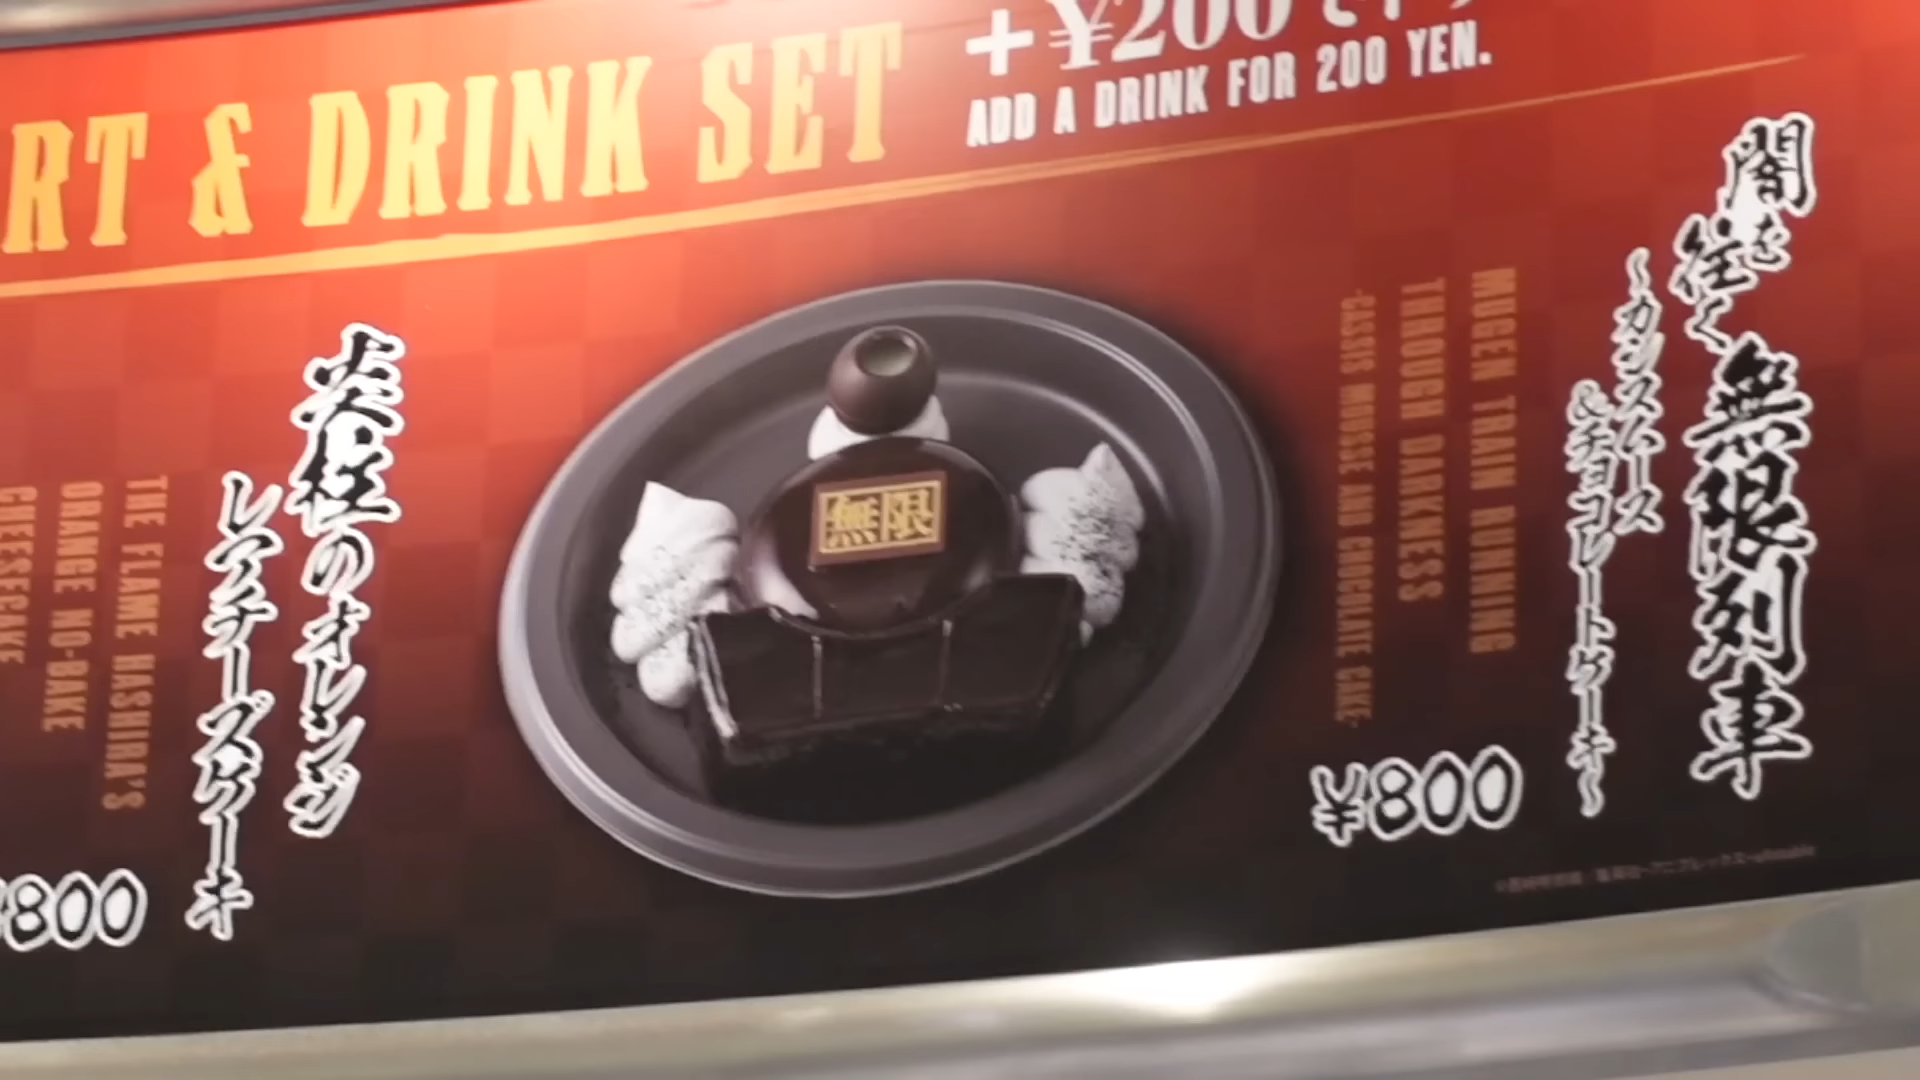 RT & DRINK SET
+¥200
ADD A DRINK FOR 200 YEN.
闇を往く無限列車
～カシスムース
&チョコレートケーキ～
MUGEN TRAIN RUNNING
THROUGH DARKNESS
-CASSIS MOUSSE AND CHOCOLATE CAKE-
¥800
無限
炎柱のオレンジ
レアチーズケーキ
THE FLAME HASHIRA'S
ORANGE NO-BAKE
CHEESECAKE
¥800